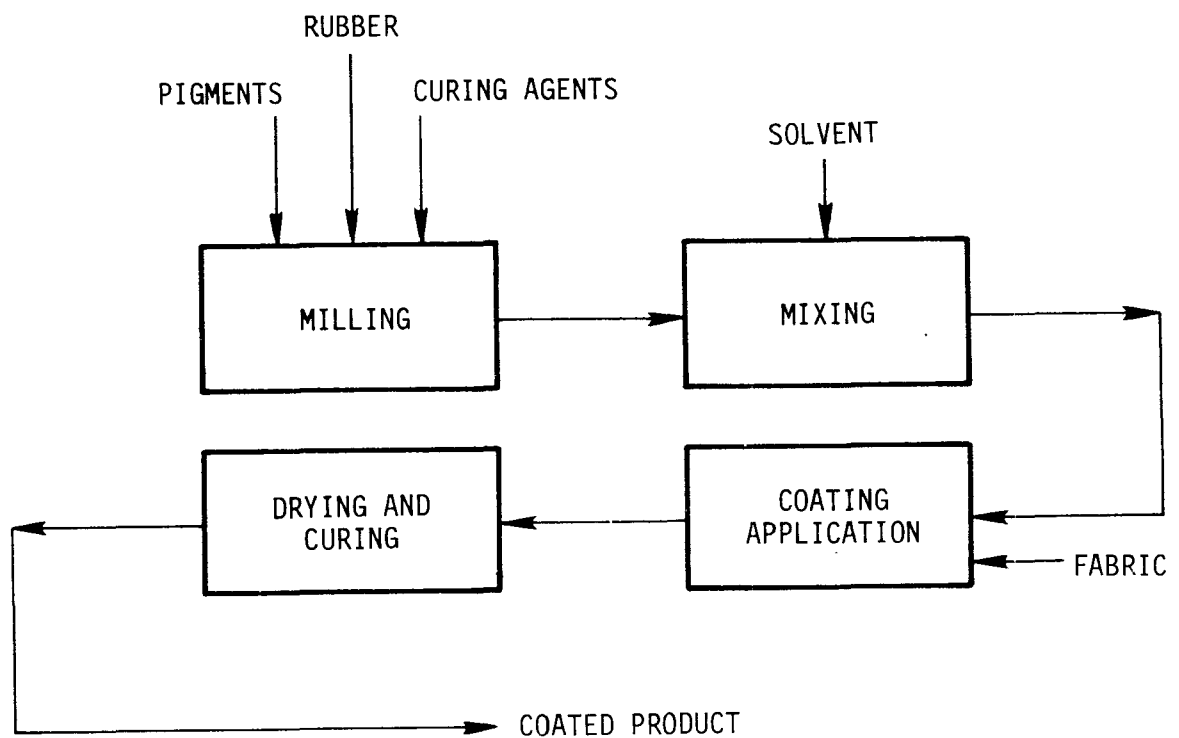 RUBBER
PIGMENTS
CURING AGENTS
SOLVENT
MILLING
MIXING
DRYING AND
CURING
COATING
APPLICATION
FABRIC
COATED PRODUCT